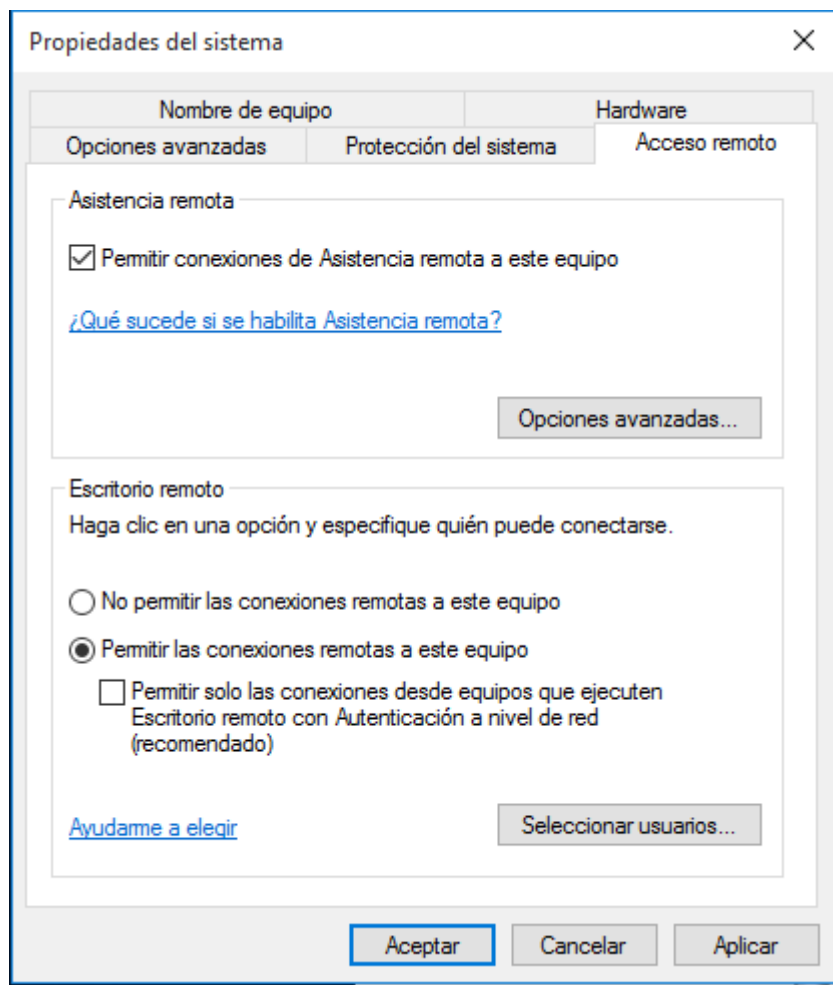 Propiedades del sistema
Nombre de equipo
Hardware
Opciones avanzadas
Protección del sistema
Acceso remoto
Asistencia remota
Permitir conexiones de Asistencia remota a este equipo
¿Qué sucede si se habilita Asistencia remota?
Opciones avanzadas...
Escritorio remoto
Haga clic en una opción y especifique quién puede conectarse.
No permitir las conexiones remotas a este equipo
Permitir las conexiones remotas a este equipo
Permitir solo las conexiones desde equipos que ejecuten
Escritorio remoto con Autenticación a nivel de red
(recomendado)
Ayudarme a elegir
Seleccionar usuarios...
Aceptar
Cancelar
Aplicar